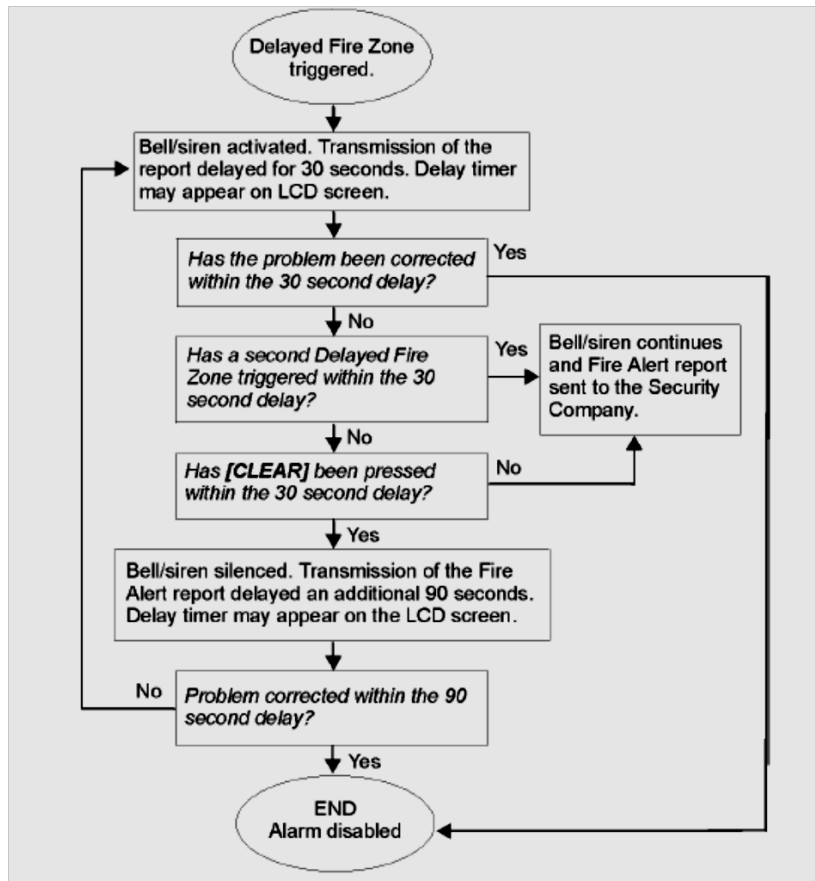 Delayed Fire Zone
triggered.
Bell/siren activated. Transmission of the
report delayed for 30 seconds. Delay timer
may appear on LCD screen.
Has the problem been corrected
within the 30 second delay?
Yes
No
Has a second Delayed Fire
Zone triggered within the 30
second delay?
Yes
Bell/siren continues
and Fire Alert report
sent to the Security
Company.
No
Has [CLEAR] been pressed
within the 30 second delay?
No
Yes
Bell/siren silenced. Transmission of the Fire
Alert report delayed an additional 90 seconds.
Delay timer may appear on the LCD screen.
No
Problem corrected within the 90
second delay?
Yes
END
Alarm disabled